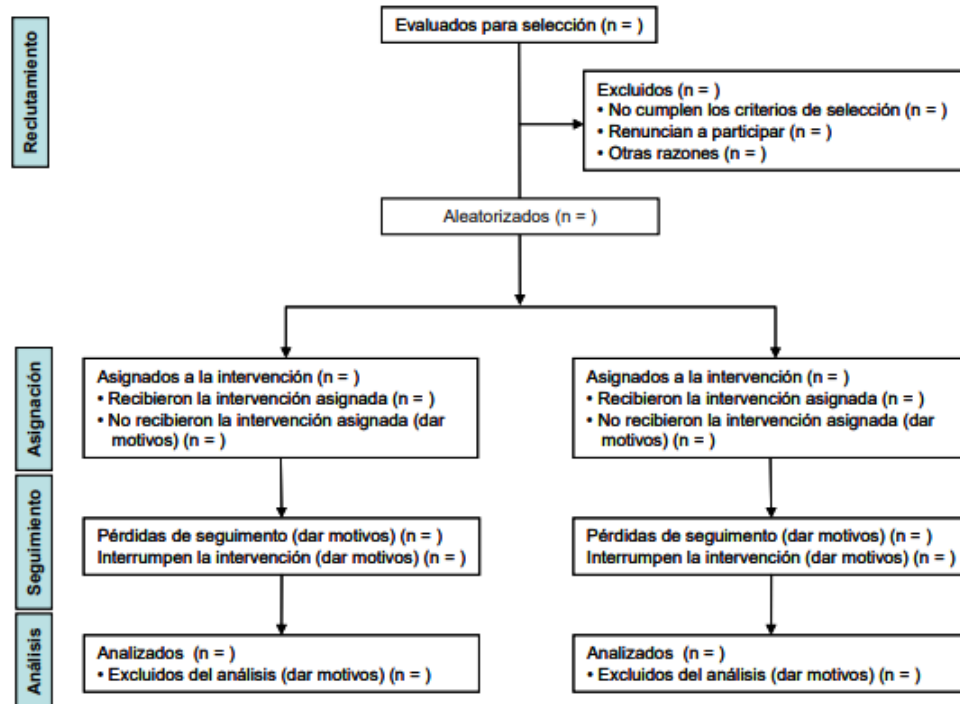 Reclutamiento
Evaluados para selección (n = )
Excluidos (n = )
• No cumplen los criterios de selección (n = )
• Renuncian a participar (n = )
• Otras razones (n = )
Aleatorizados (n = )
Asignación
Asignados a la intervención (n = )
• Recibieron la intervención asignada (n = )
• No recibieron la intervención asignada (dar
motivos) (n = )
Asignados a la intervención (n = )
• Recibieron la intervención asignada (n = )
• No recibieron la intervención asignada (dar
motivos) (n = )
Seguimiento
Pérdidas de seguimento (dar motivos) (n = )
Interrumpen la intervención (dar motivos) (n = )
Pérdidas de seguimiento (dar motivos) (n = )
Interrumpen la intervención (dar motivos) (n = )
Análisis
Analizados (n = )
• Excluidos del análisis (dar motivos) (n = )
Analizados (n = )
• Excluidos del análisis (dar motivos) (n = )